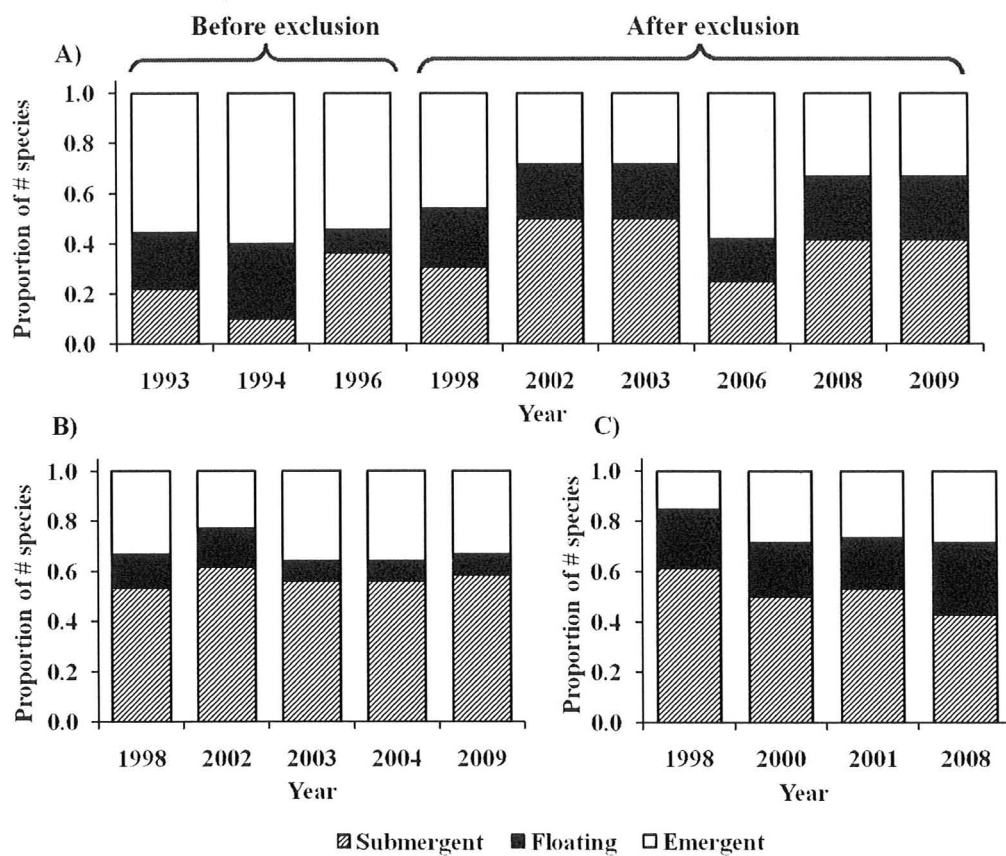 Before exclusion After exclusion
A)
Proportion of # species
1.0
0.8
0.6
0.4
0.2
0.0
1993 1994 1996 1998 2002 2003 2006 2008 2009
Year
B)
Proportion of # species
1.0
0.8
0.6
0.4
0.2
0.0
1998 2002 2003 2004 2009
Year
C)
Proportion of # species
1.0
0.8
0.6
0.4
0.2
0.0
1998 2000 2001 2008
Year
Submergent Floating Emergent